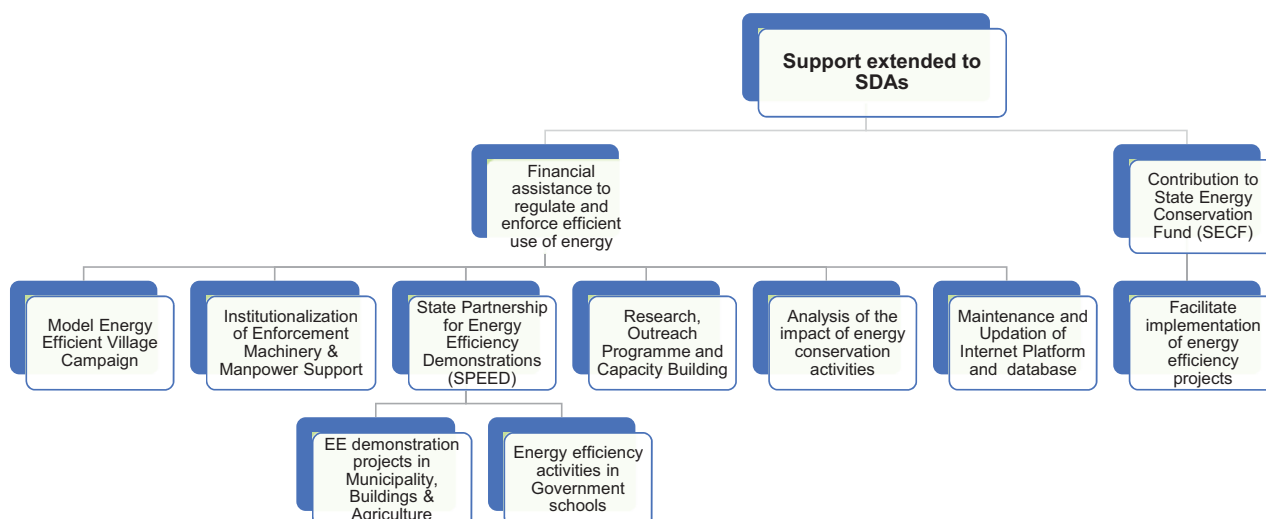 Support extended to
SDAs
Financial
assistance to
regulate and
enforce efficient
use of energy
Contribution to
State Energy
Conservation
Fund (SECF)
Model Energy
Efficient Village
Campaign
Institutionalization
of Enforcement
Machinery &
Manpower Support
State Partnership
for Energy
Efficiency
Demonstrations
(SPEED)
Research,
Outreach
Programme and
Capacity Building
Analysis of the
impact of energy
conservation
activities
Maintenance and
Updation of
Internet Platform
and database
Facilitate
implementation
of energy
efficiency
projects
EE demonstration
projects in
Municipality,
Buildings &
Agriculture
Energy efficiency
activities in
Government
schools